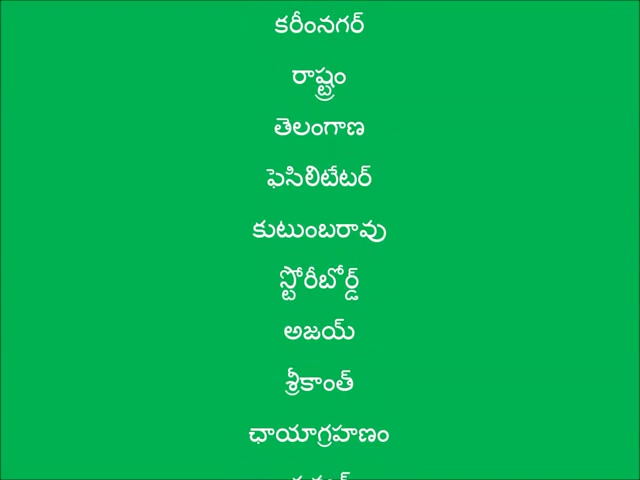 కరీంనగర్
రాష్ట్రం
తెలంగాణ
ఫెసిలిటేటర్
కుటుంబరావు
స్టోరీబోర్డ్
అజయ్
శ్రీకాంత్
ఛాయాగ్రహణం